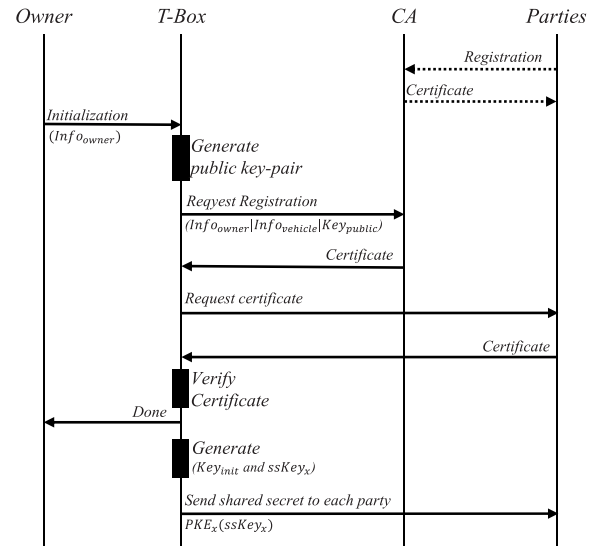 Owner T-Box CA Parties
Registration
Certificate
Initialization
(Info_owner)
Generate
public key-pair
Reqyest Registration
(Info_owner|Info_vehicle|Key_public)
Certificate
Request certificate
Certificate
Verify
Certificate
Done
Generate
(Key_init and ssKey_x)
Send shared secret to each party
PKE_x(ssKey_x)